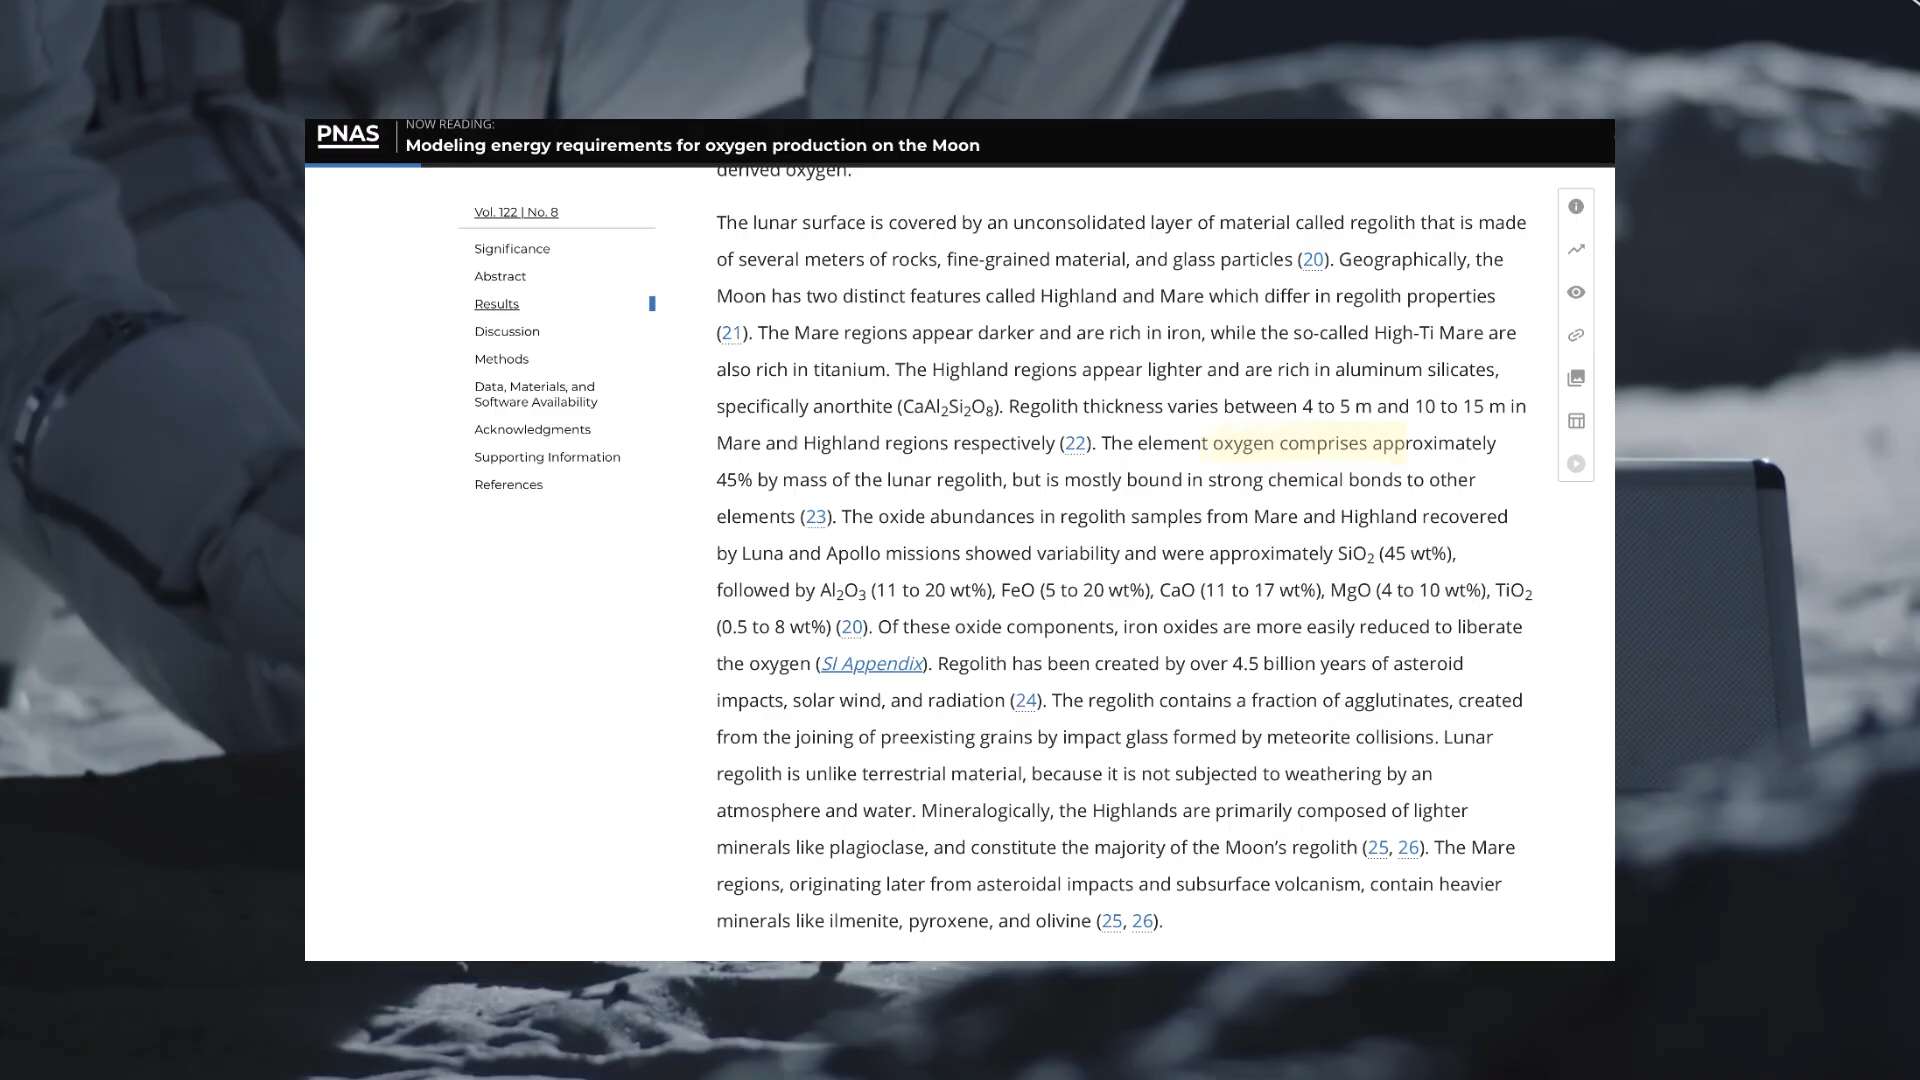 PNAS
NOW READING:
Modeling energy requirements for oxygen production on the Moon
Vol. 122 | No. 8
Significance
Abstract
Results
Discussion
Methods
Data, Materials, and
Software Availability
Acknowledgments
Supporting Information
References
derived oxygen.
The lunar surface is covered by an unconsolidated layer of material called regolith that is made
of several meters of rocks, fine-grained material, and glass particles (20). Geographically, the
Moon has two distinct features called Highland and Mare which differ in regolith properties
(21). The Mare regions appear darker and are rich in iron, while the so-called High-Ti Mare are
also rich in titanium. The Highland regions appear lighter and are rich in aluminum silicates,
specifically anorthite (CaAl₂Si₂O₈). Regolith thickness varies between 4 to 5 m and 10 to 15 m in
Mare and Highland regions respectively (22). The element oxygen comprises approximately
45% by mass of the lunar regolith, but is mostly bound in strong chemical bonds to other
elements (23). The oxide abundances in regolith samples from Mare and Highland recovered
by Luna and Apollo missions showed variability and were approximately SiO₂ (45 wt%),
followed by Al₂O₃ (11 to 20 wt%), FeO (5 to 20 wt%), CaO (11 to 17 wt%), MgO (4 to 10 wt%), TiO₂
(0.5 to 8 wt%) (20). Of these oxide components, iron oxides are more easily reduced to liberate
the oxygen (SI Appendix). Regolith has been created by over 4.5 billion years of asteroid
impacts, solar wind, and radiation (24). The regolith contains a fraction of agglutinates, created
from the joining of preexisting grains by impact glass formed by meteorite collisions. Lunar
regolith is unlike terrestrial material, because it is not subjected to weathering by an
atmosphere and water. Mineralogically, the Highlands are primarily composed of lighter
minerals like plagioclase, and constitute the majority of the Moon’s regolith (25, 26). The Mare
regions, originating later from asteroidal impacts and subsurface volcanism, contain heavier
minerals like ilmenite, pyroxene, and olivine (25, 26).